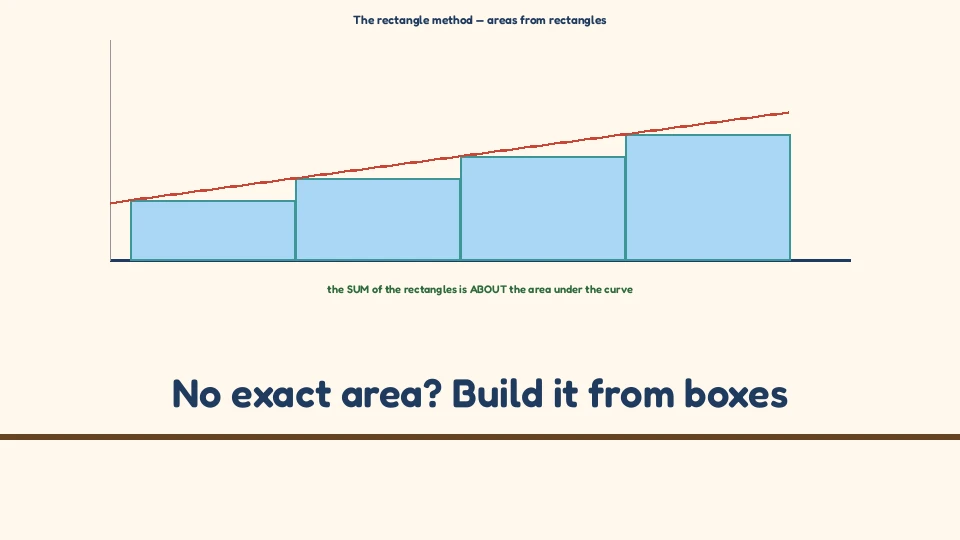 The rectangle method — areas from rectangles
the SUM of the rectangles is ABOUT the area under the curve
No exact area? Build it from boxes